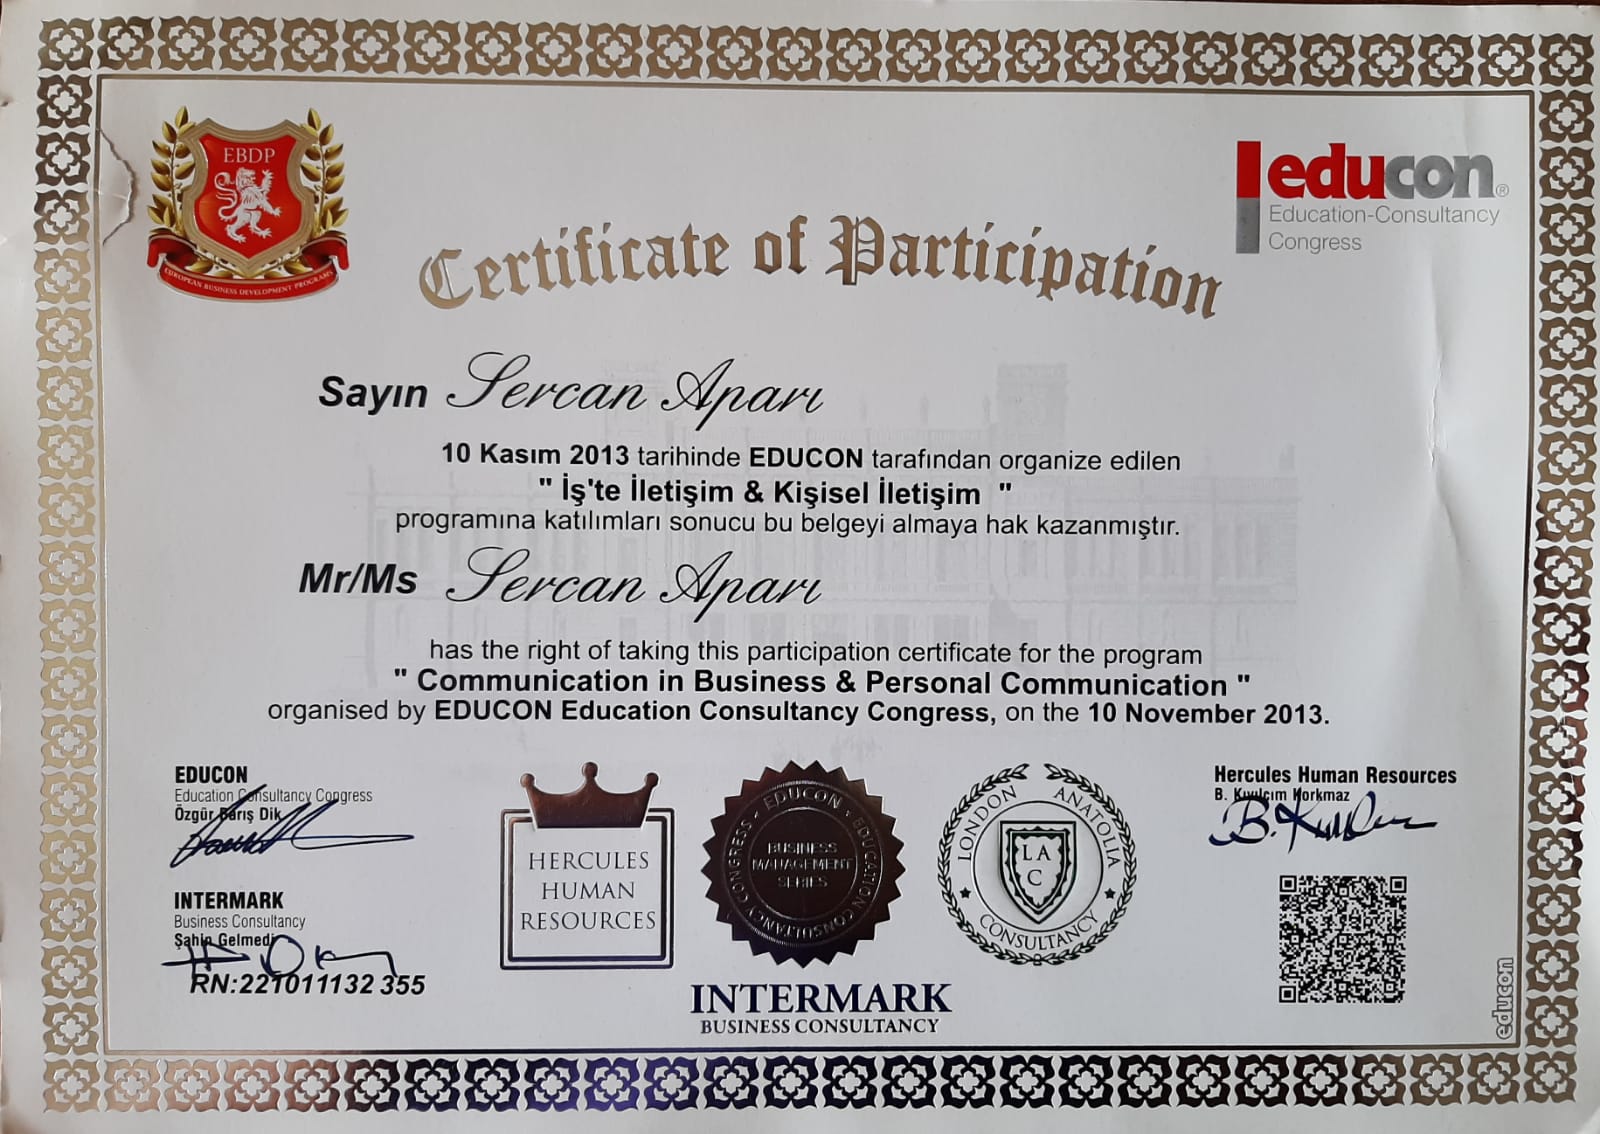 EBDP
EUROPEAN BUSINESS DEVELOPMENT PROGRAMS
educon®
Education-Consultancy
Congress
Certificate of Participation
Sayın Sercan Aparı
10 Kasım 2013 tarihinde EDUCON tarafından organize edilen
" İş'te İletişim & Kişisel İletişim "
programına katılımları sonucu bu belgeyi almaya hak kazanmıştır.
Mr/Ms Sercan Aparı
has the right of taking this participation certificate for the program
" Communication in Business & Personal Communication "
organised by EDUCON Education Consultancy Congress, on the 10 November 2013.
EDUCON
Education Consultancy Congress
Özgür Barış Dik
INTERMARK
Business Consultancy
Şahin Gelmedi
RN:221011132 355
HERCULES
HUMAN
RESOURCES
EDUCON - EDUCATION CONSULTANCY CONGRESS -
BUSINESS
MANAGEMENT
SERIES
INTERMARK
BUSINESS CONSULTANCY
LONDON ANATOLIA
LA
C
CONSULTANCY
Hercules Human Resources
B. Kıvılcım Korkmaz
educon